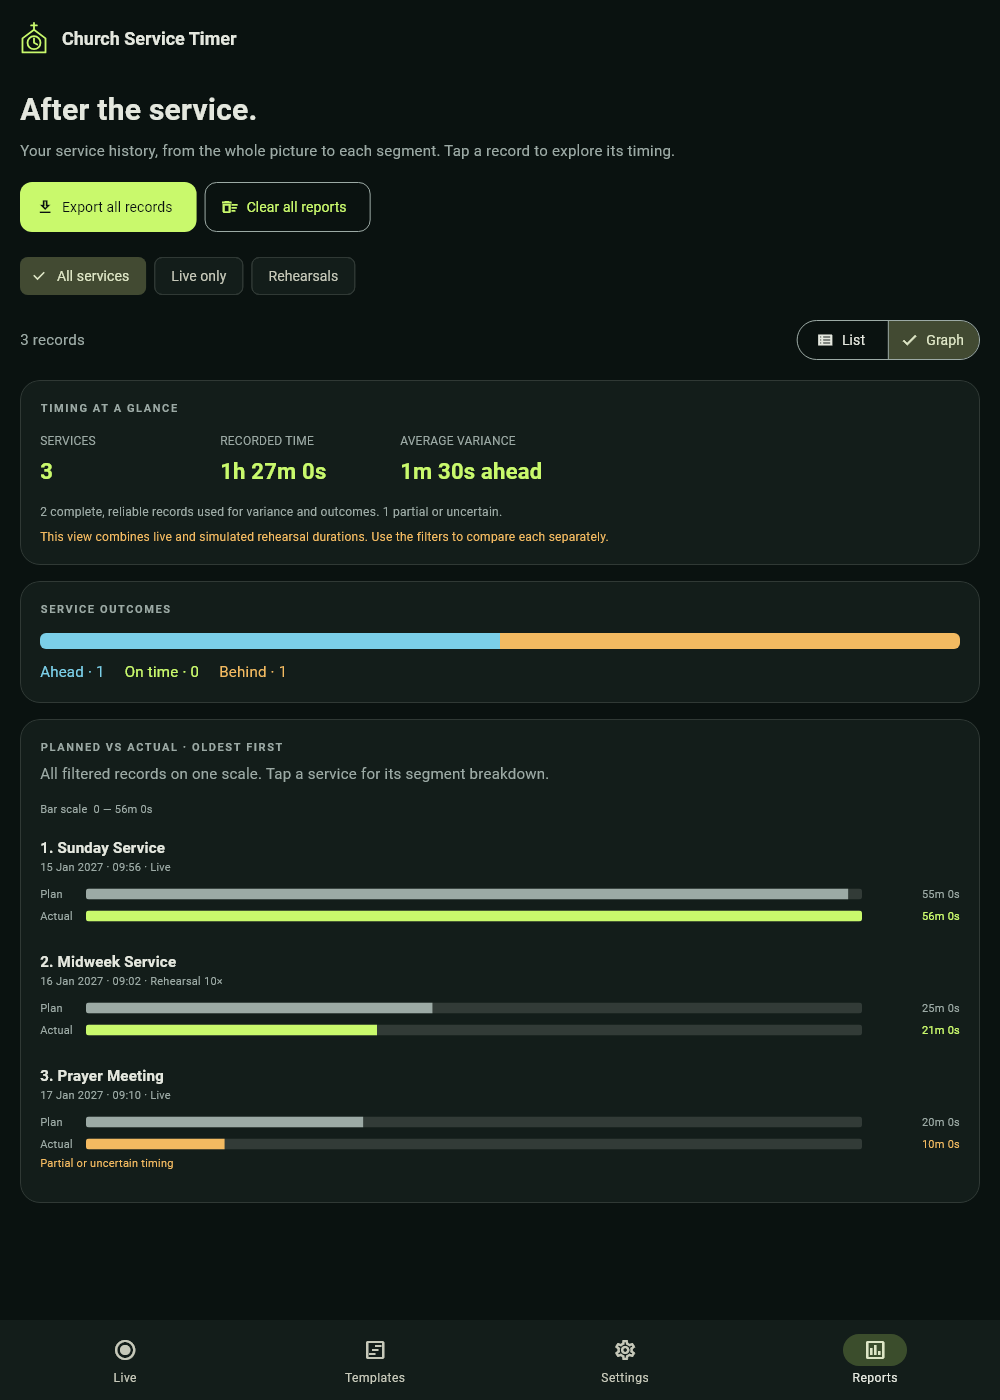 Church Service Timer
After the service.
Your service history, from the whole picture to each segment. Tap a record to explore its timing.
Export all records
Clear all reports
All services
Live only
Rehearsals
3 records
List
Graph
TIMING AT A GLANCE
SERVICES
3
RECORDED TIME
1h 27m 0s
AVERAGE VARIANCE
1m 30s ahead
2 complete, reliable records used for variance and outcomes. 1 partial or uncertain.
This view combines live and simulated rehearsal durations. Use the filters to compare each separately.
SERVICE OUTCOMES
Ahead · 1
On time · 0
Behind · 1
PLANNED VS ACTUAL · OLDEST FIRST
All filtered records on one scale. Tap a service for its segment breakdown.
Bar scale 0 — 56m 0s
1. Sunday Service
15 Jan 2027 · 09:56 · Live
Plan 55m 0s
Actual 56m 0s
2. Midweek Service
16 Jan 2027 · 09:02 · Rehearsal 10×
Plan 25m 0s
Actual 21m 0s
3. Prayer Meeting
17 Jan 2027 · 09:10 · Live
Plan 20m 0s
Actual 10m 0s
Partial or uncertain timing
Live
Templates
Settings
Reports